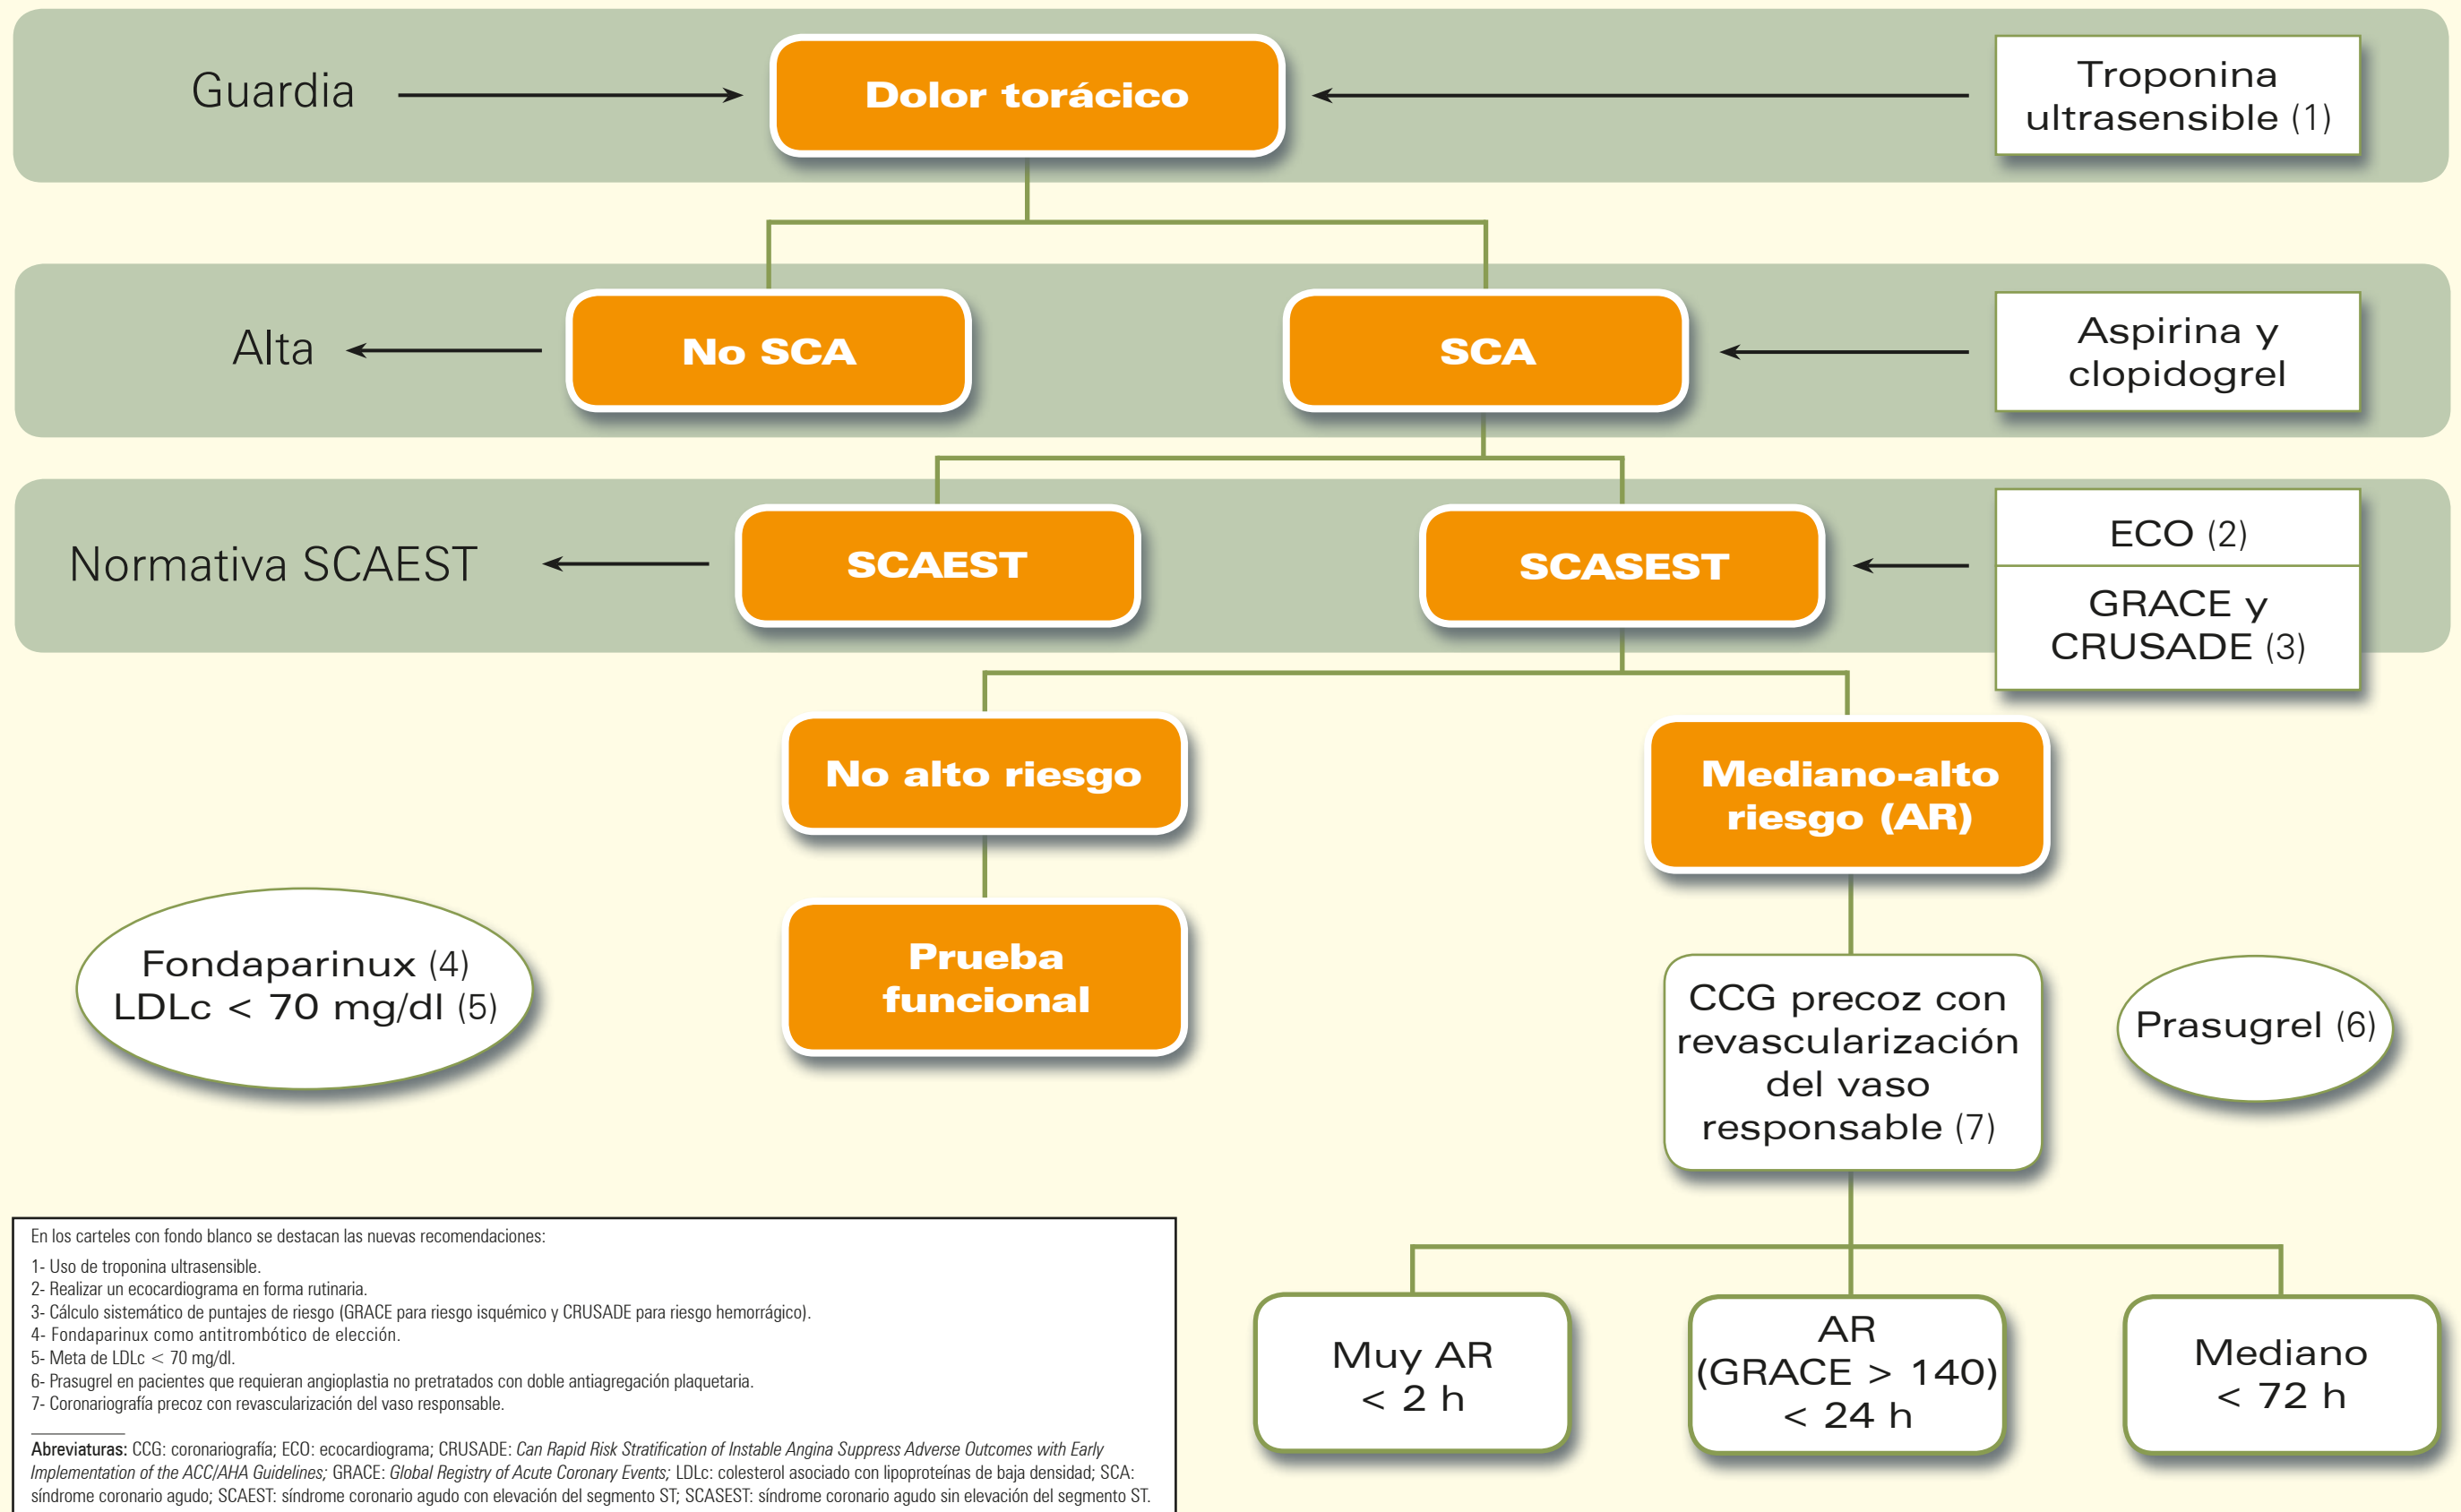 Guardia
Dolor torácico
Troponina
ultrasensible (1)
Alta
No SCA
SCA
Aspirina y
clopidogrel
Normativa SCAEST
SCAEST
SCASEST
ECO (2)
GRACE y
CRUSADE (3)
No alto riesgo
Mediano-alto
riesgo (AR)
Fondaparinux (4)
LDLc < 70 mg/dl (5)
Prueba
funcional
CCG precoz con
revascularización
del vaso
responsable (7)
Prasugrel (6)
Muy AR
< 2 h
AR
(GRACE > 140)
< 24 h
Mediano
< 72 h
En los carteles con fondo blanco se destacan las nuevas recomendaciones:
1- Uso de troponina ultrasensible.
2- Realizar un ecocardiograma en forma rutinaria.
3- Cálculo sistemático de puntajes de riesgo (GRACE para riesgo isquémico y CRUSADE para riesgo hemorrágico).
4- Fondaparinux como antitrombótico de elección.
5- Meta de LDLc < 70 mg/dl.
6- Prasugrel en pacientes que requieran angioplastia no pretratados con doble antiagregación plaquetaria.
7- Coronariografía precoz con revascularización del vaso responsable.
Abreviaturas: CCG: coronariografía; ECO: ecocardiograma; CRUSADE: Can Rapid Risk Stratification of Instable Angina Suppress Adverse Outcomes with Early
Implementation of the ACC/AHA Guidelines; GRACE: Global Registry of Acute Coronary Events; LDLc: colesterol asociado con lipoproteínas de baja densidad; SCA:
síndrome coronario agudo; SCAEST: síndrome coronario agudo con elevación del segmento ST; SCASEST: síndrome coronario agudo sin elevación del segmento ST.